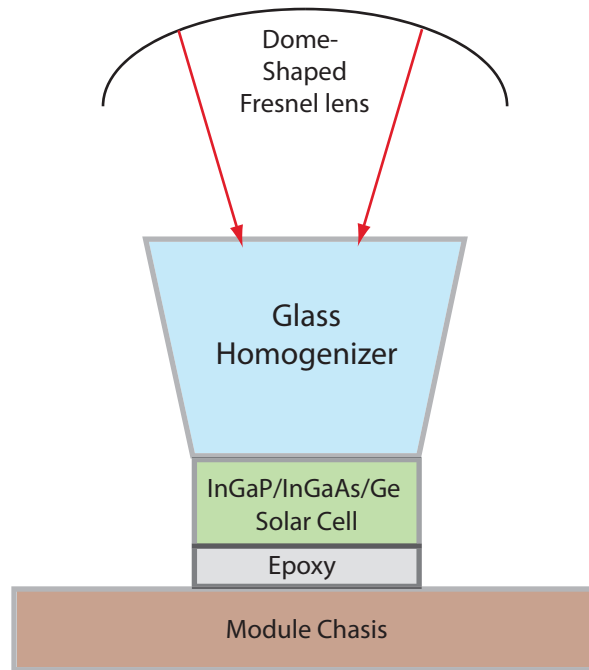 Dome-
Shaped
Fresnel lens
Glass
Homogenizer
InGaP/InGaAs/Ge
Solar Cell
Epoxy
Module Chasis